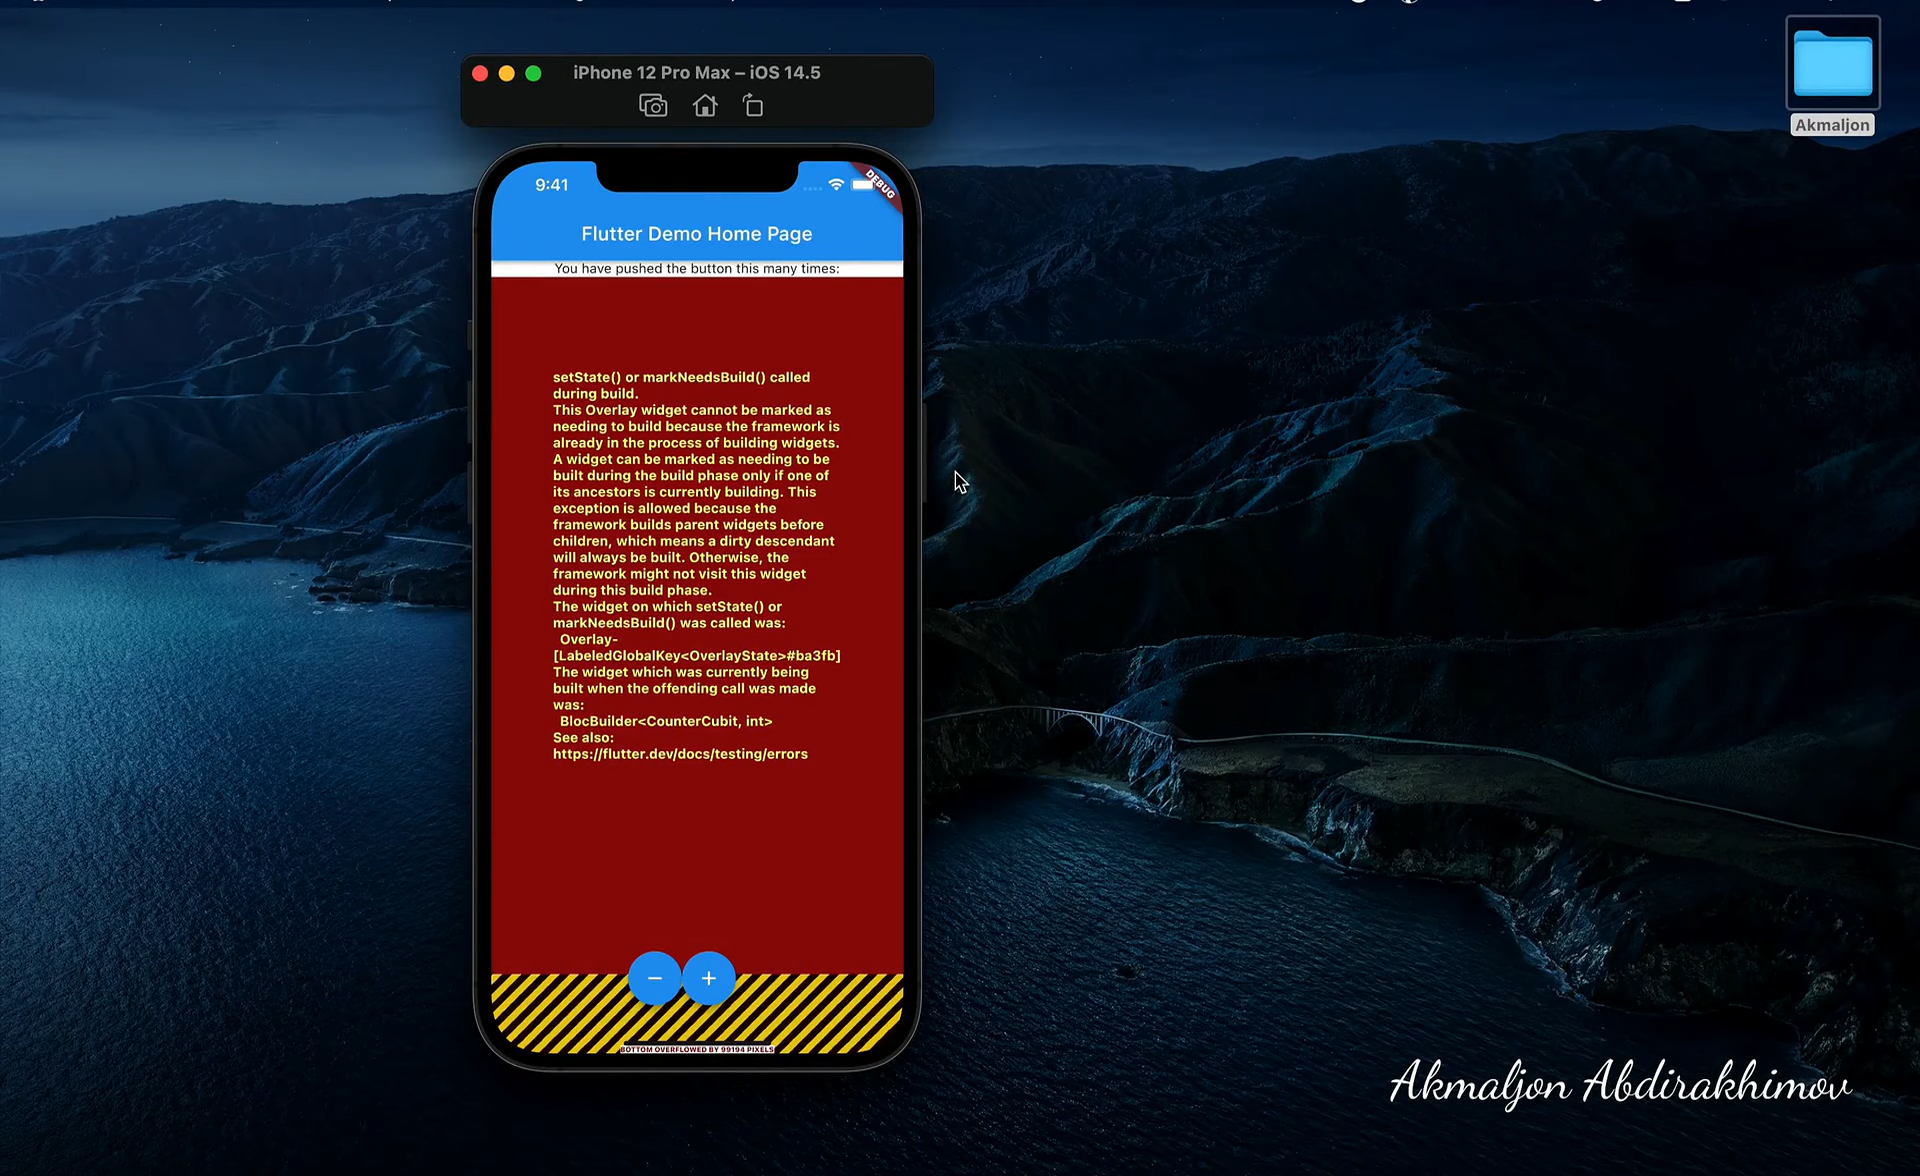 iPhone 12 Pro Max – iOS 14.5
Akmaljon
9:41
DEBUG
Flutter Demo Home Page
You have pushed the button this many times:
setState() or markNeedsBuild() called
during build.
This Overlay widget cannot be marked as
needing to build because the framework is
already in the process of building widgets.
A widget can be marked as needing to be
built during the build phase only if one of
its ancestors is currently building. This
exception is allowed because the
framework builds parent widgets before
children, which means a dirty descendant
will always be built. Otherwise, the
framework might not visit this widget
during this build phase.
The widget on which setState() or
markNeedsBuild() was called was:
Overlay-
[LabeledGlobalKey<OverlayState>#ba3fb]
The widget which was currently being
built when the offending call was made
was:
BlocBuilder<CounterCubit, int>
See also:
https://flutter.dev/docs/testing/errors
− +
BOTTOM OVERFLOWED BY 99194 PIXELS
Akmaljon Abdirakhimov